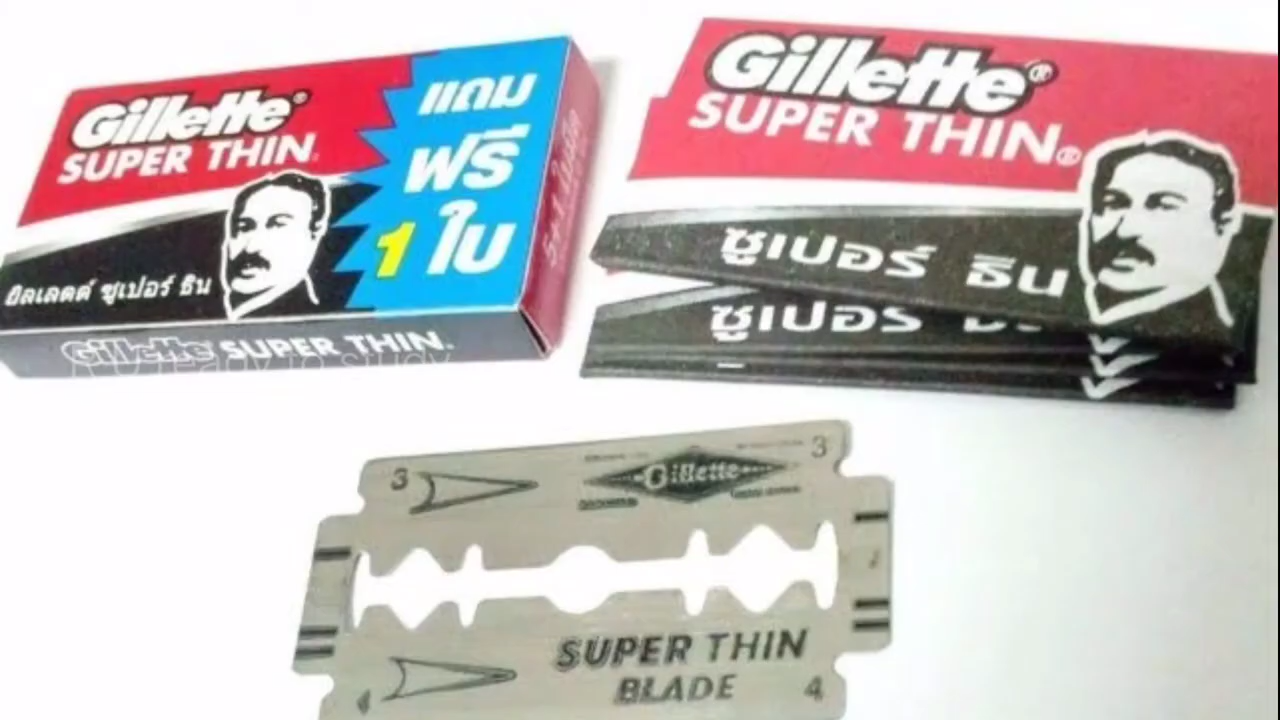 Gillette®
SUPER THIN
แถม
ฟรี
1 ใบ
ยิลเลตต์ ซูเปอร์ ธิน
Gillette SUPER THIN.
Gillette®
SUPER THIN®
ซูเปอร์ ธิน
ซูเปอร์
3
Gillette
3
SUPER THIN
BLADE
4
4